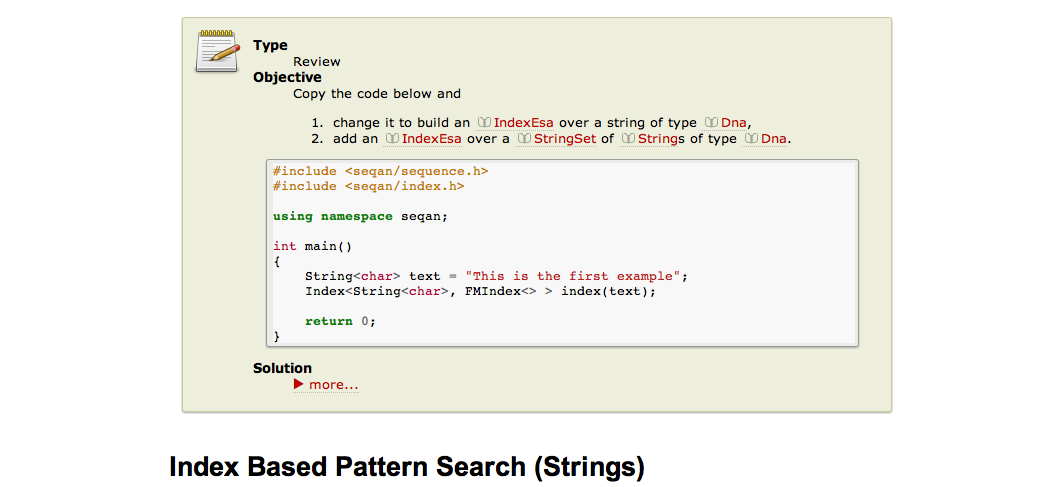 Type
Review
Objective
Copy the code below and
1. change it to build an IndexEsa over a string of type Dna,
2. add an IndexEsa over a StringSet of Strings of type Dna.
#include <seqan/sequence.h>
#include <seqan/index.h>
using namespace seqan;
int main()
{
String<char> text = "This is the first example";
Index<String<char>, FMIndex<> > index(text);
return 0;
}
Solution
more...
Index Based Pattern Search (Strings)